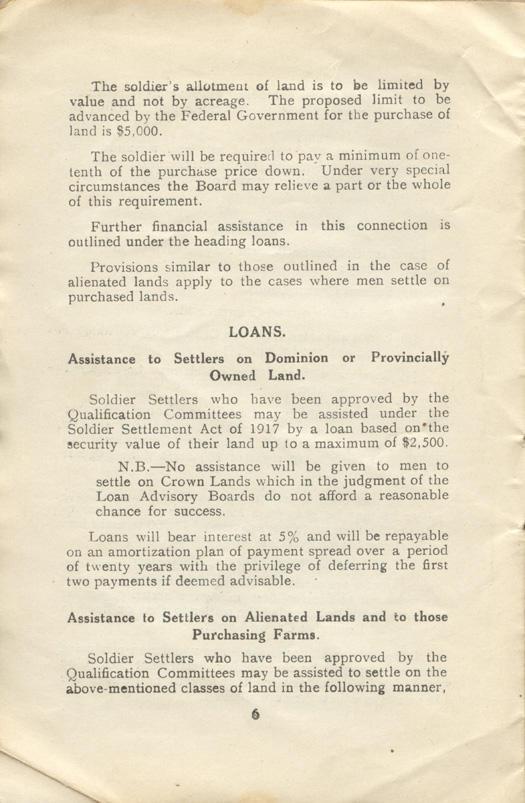 The soldier's allotment of land is to be limited by
value and not by acreage. The proposed limit to be
advanced by the Federal Government for the purchase of
land is $5,000.
The soldier will be required to pay a minimum of one-
tenth of the purchase price down. Under very special
circumstances the Board may relieve a part or the whole
of this requirement.
Further financial assistance in this connection is
outlined under the heading loans.
Provisions similar to those outlined in the case of
alienated lands apply to the cases where men settle on
purchased lands.
LOANS.
Assistance to Settlers on Dominion or Provincially
Owned Land.
Soldier Settlers who have been approved by the
Qualification Committees may be assisted under the
Soldier Settlement Act of 1917 by a loan based on the
security value of their land up to a maximum of $2,500.
N.B.—No assistance will be given to men to
settle on Crown Lands which in the judgment of the
Loan Advisory Boards do not afford a reasonable
chance for success.
Loans will bear interest at 5% and will be repayable
on an amortization plan of payment spread over a period
of twenty years with the privilege of deferring the first
two payments if deemed advisable.
Assistance to Settlers on Alienated Lands and to those
Purchasing Farms.
Soldier Settlers who have been approved by the
Qualification Committees may be assisted to settle on the
above-mentioned classes of land in the following manner,
6